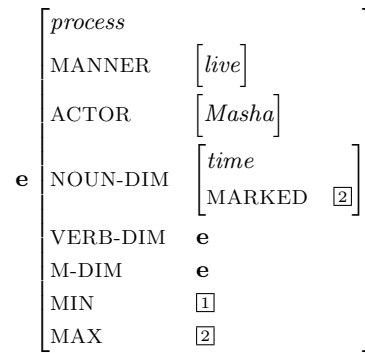 process
MANNER [live]
ACTOR [Masha]
e NOUN-DIM [time
MARKED 2]
VERB-DIM e
M-DIM e
MIN 1
MAX 2